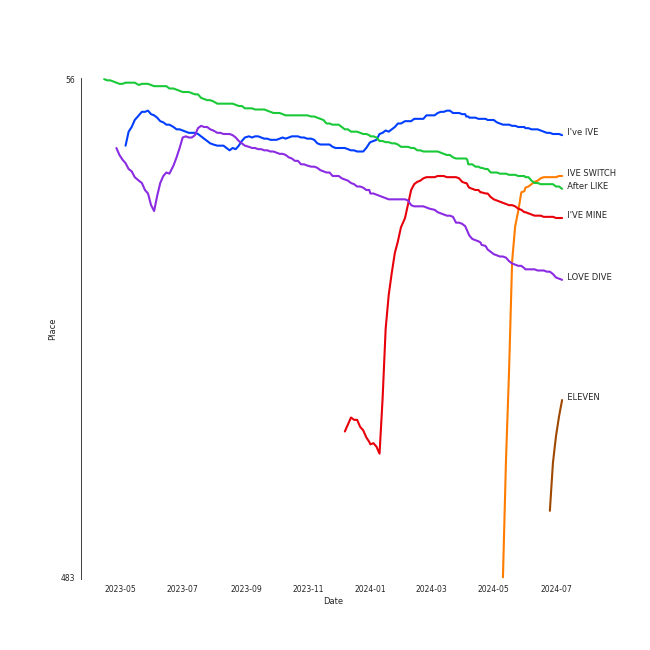 56
I've IVE
IVE SWITCH
After LIKE
I'VE MINE
LOVE DIVE
Place
ELEVEN
483
2023-05 2023-07 2023-09 2023-11 2024-01 2024-03 2024-05 2024-07
Date